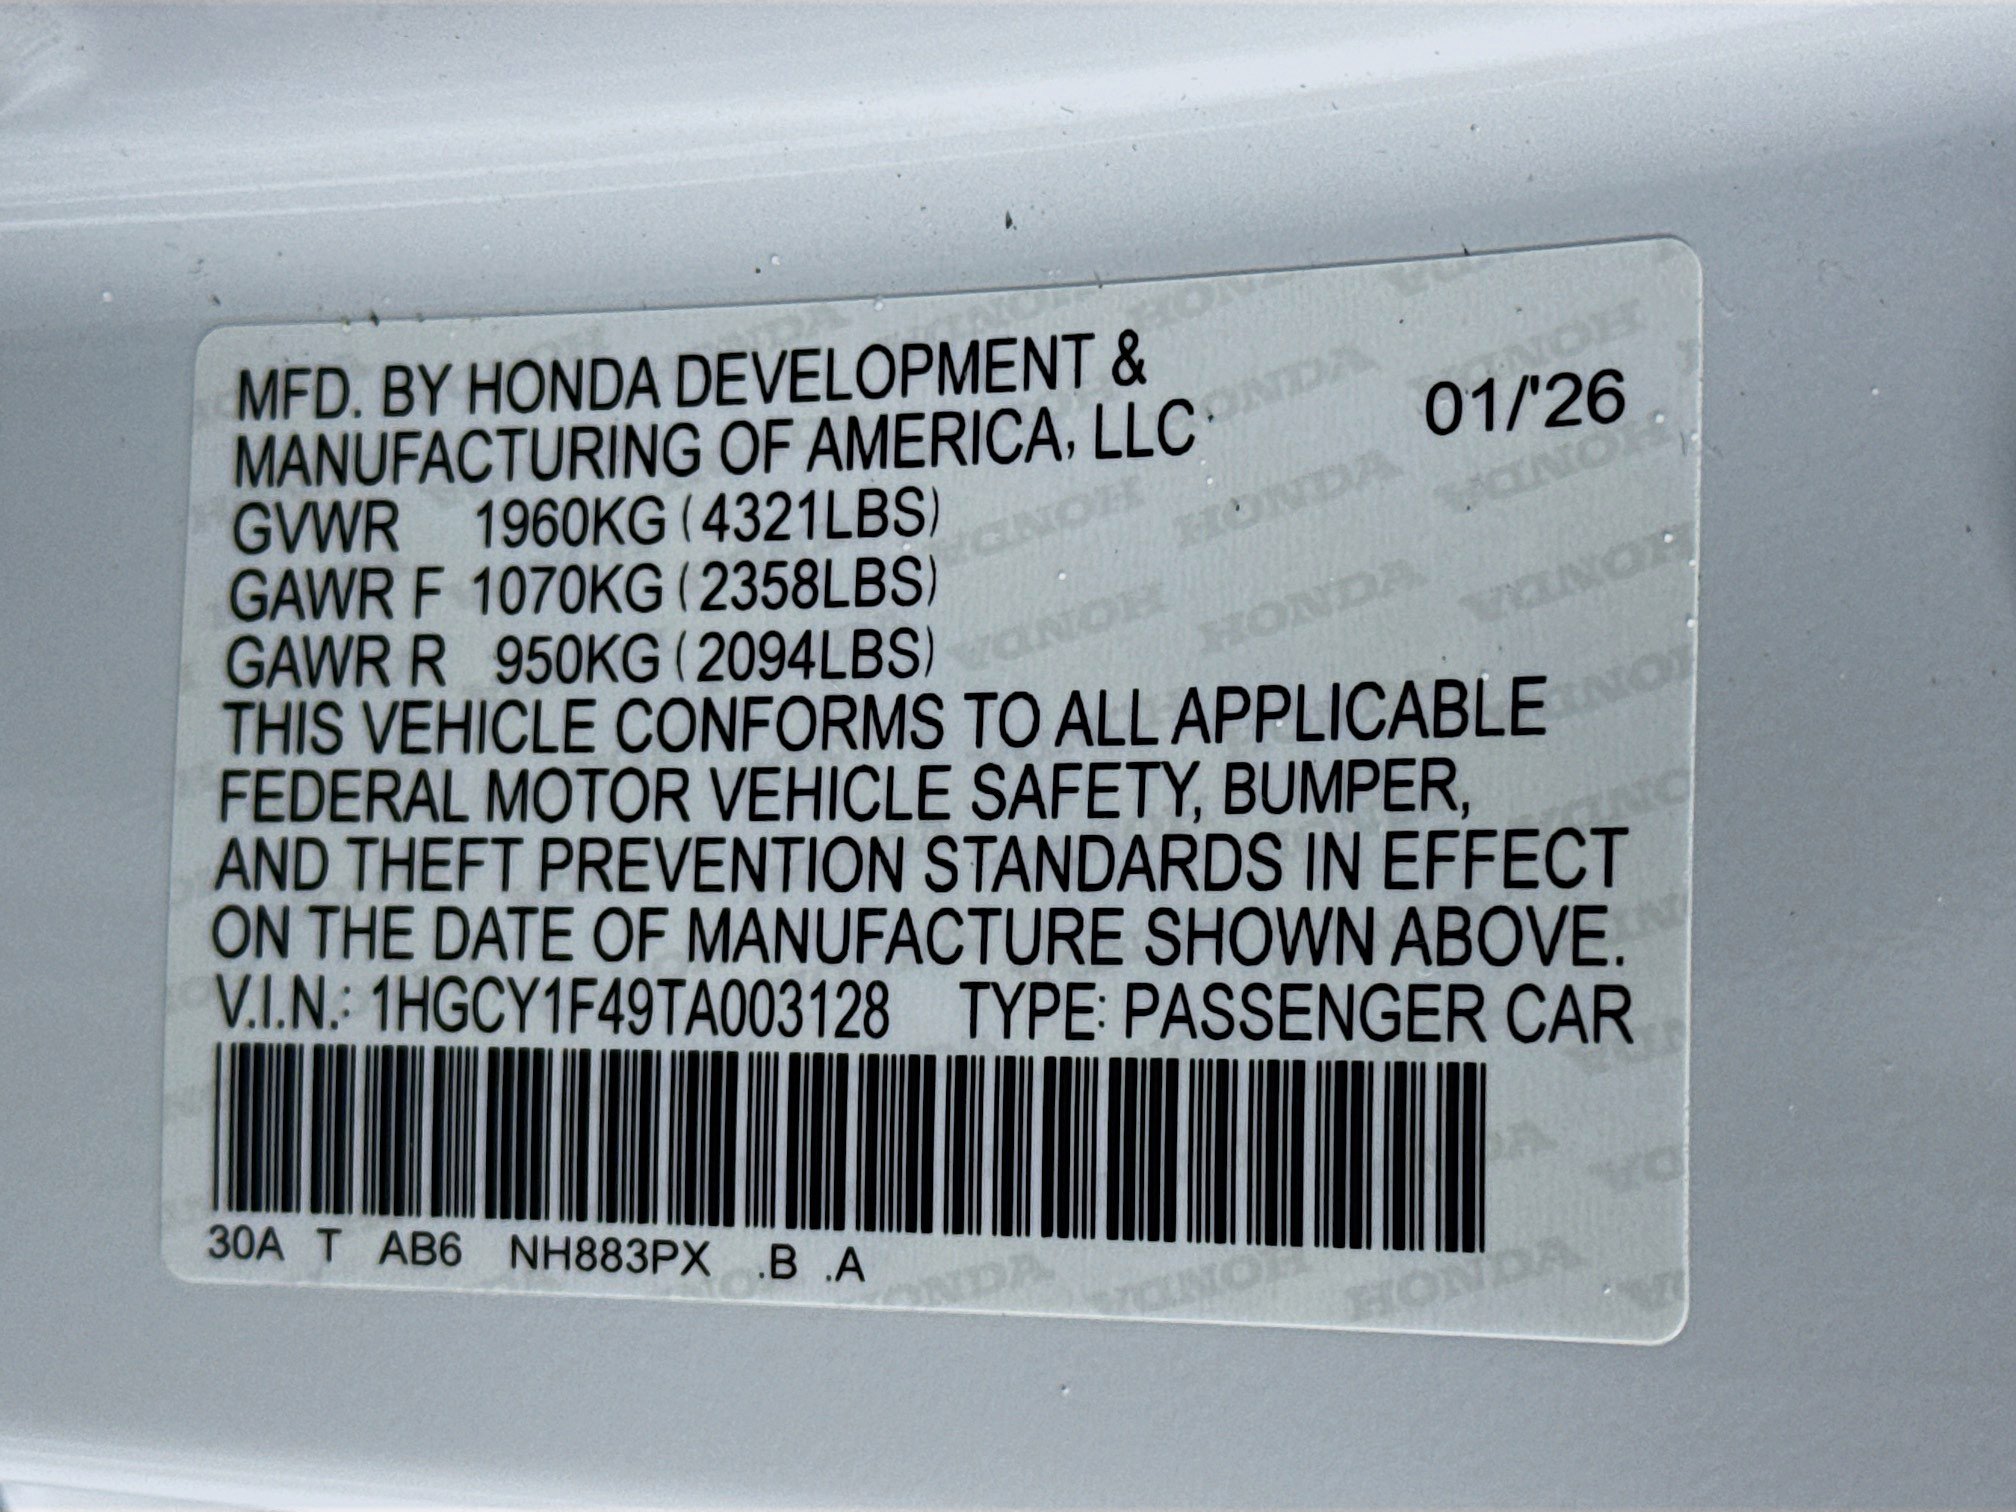 MFD. BY HONDA DEVELOPMENT &
MANUFACTURING OF AMERICA, LLC 01/'26
GVWR 1960KG (4321LBS)
GAWR F 1070KG (2358LBS)
GAWR R 950KG (2094LBS)
THIS VEHICLE CONFORMS TO ALL APPLICABLE
FEDERAL MOTOR VEHICLE SAFETY, BUMPER,
AND THEFT PREVENTION STANDARDS IN EFFECT
ON THE DATE OF MANUFACTURE SHOWN ABOVE.
V.I.N.: 1HGCY1F49TA003128 TYPE: PASSENGER CAR
30A T AB6 NH883PX .B .A